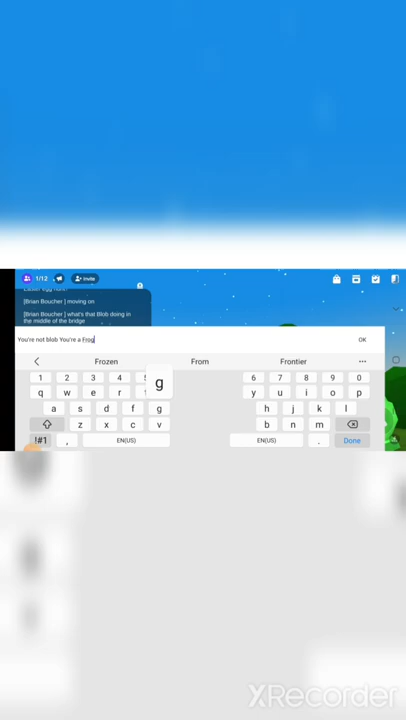 1/12 Invite
[Brian Boucher ] moving on
[Brian Boucher ] what's that Blob doing in
the middle of the bridge
You're not blob You're a Frog
OK
Frozen From Frontier
1 2 3 4 5 6 7 8 9 0
q w e r g y u i o p
a s d f g h j k l
z x c v b n m
!#1 , EN(US) EN(US) . Done
XRecorder